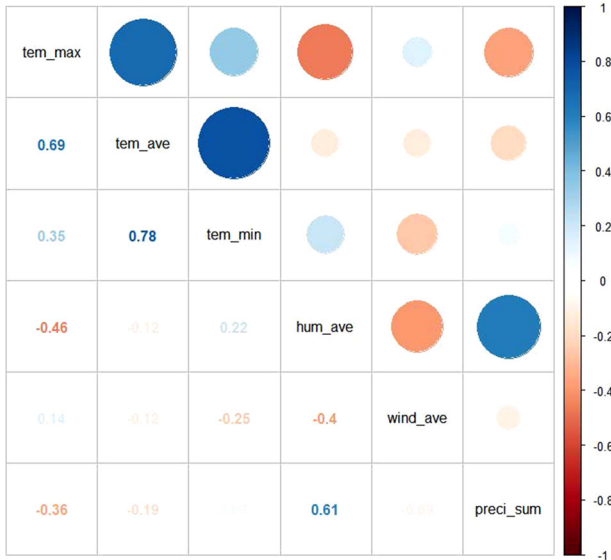 tem_max
0.69 tem_ave
0.35 0.78 tem_min
-0.46 -0.12 0.22 hum_ave
0.14 -0.12 -0.25 -0.4 wind_ave
-0.36 -0.19 0.61 preci_sum
1
0.8
0.6
0.4
0.2
0
-0.2
-0.4
-0.6
-0.8
-1